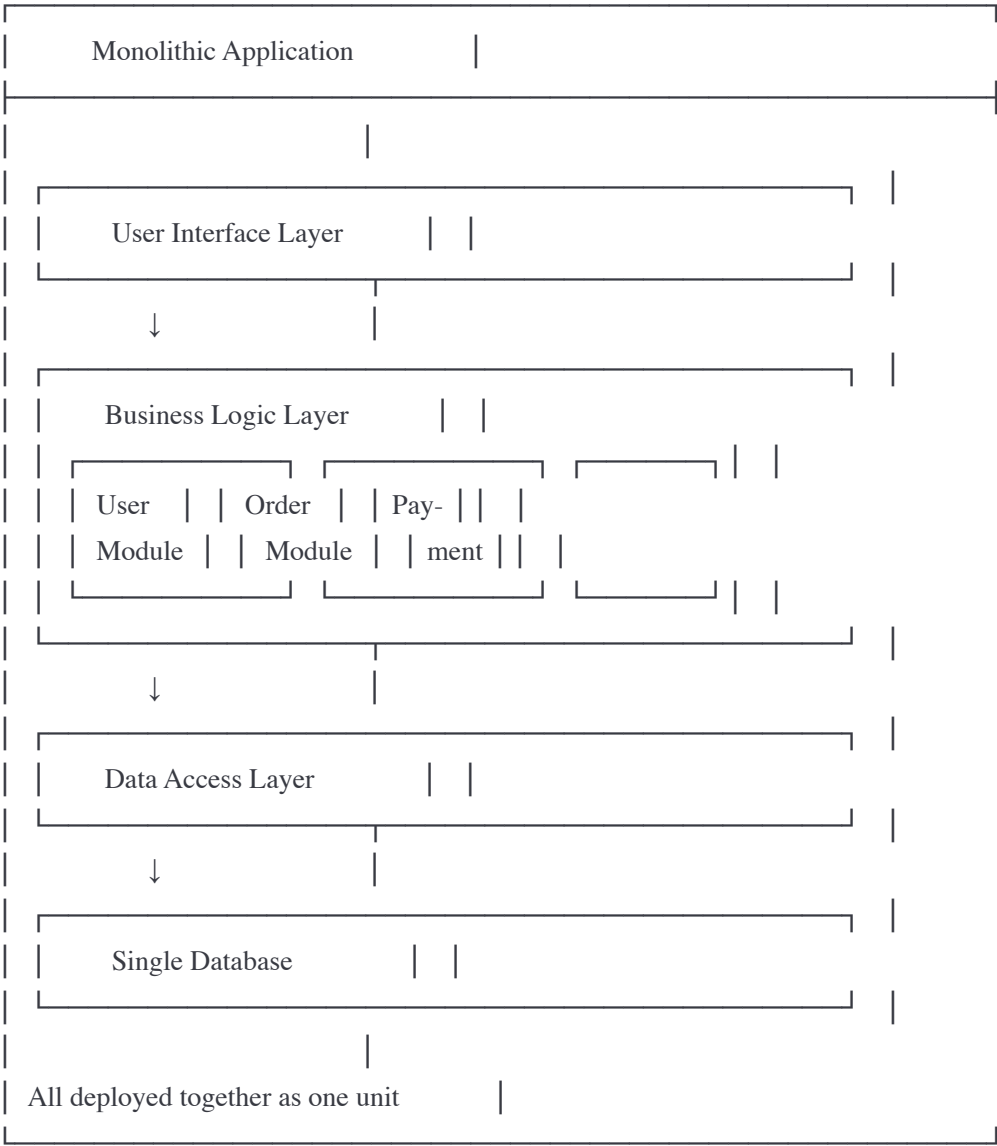 Monolithic Application
User Interface Layer
↓
Business Logic Layer
User Order Pay-
Module Module ment
↓
Data Access Layer
↓
Single Database
All deployed together as one unit